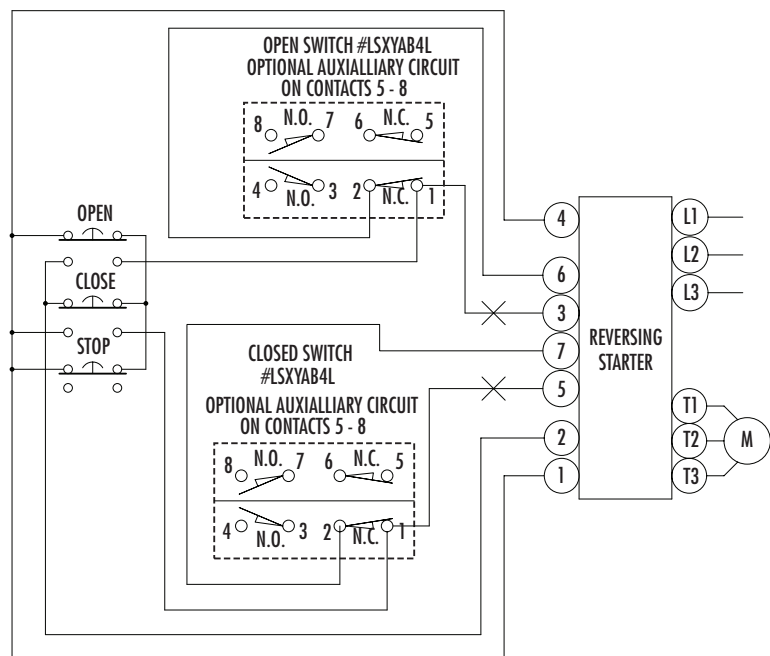 OPEN SWITCH #LSXYAB4L
OPTIONAL AUXIALLIARY CIRCUIT
ON CONTACTS 5 - 8
8 N.O. 7 6 N.C. 5
4 N.O. 3 2 N.C. 1
OPEN
CLOSE
STOP
CLOSED SWITCH
#LSXYAB4L
OPTIONAL AUXIALLIARY CIRCUIT
ON CONTACTS 5 - 8
8 N.O. 7 6 N.C. 5
4 N.O. 3 2 N.C. 1
4
6
3
7
5
2
1
REVERSING
STARTER
L1
L2
L3
T1
T2
T3
M